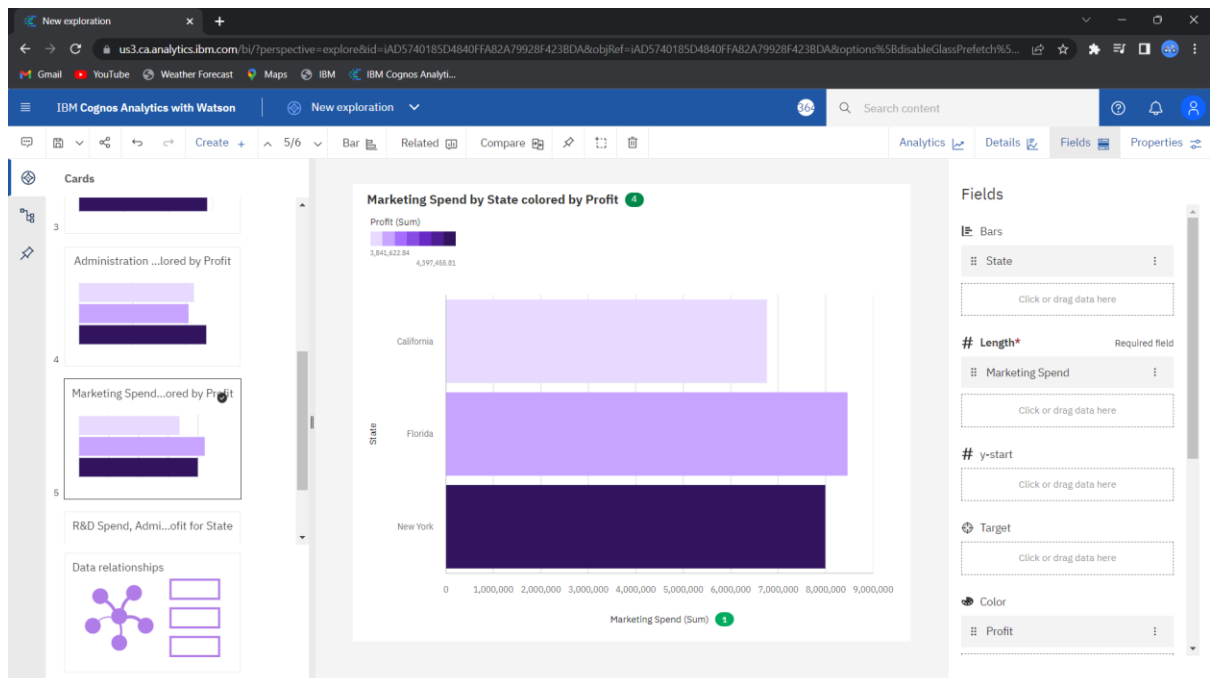 New exploration
us3.ca.analytics.ibm.com/bi/?perspective=explore&id=iAD5740185D4840FFA82A79928F423BDA&objRef=iAD5740185D4840FFA82A79928F423BDA&options%5BdisableGlassPrefetch%5...
Gmail YouTube Weather Forecast Maps IBM IBM Cognos Analyti...
IBM Cognos Analytics with Watson New exploration 364 Search content
Create + 5/6 Bar Related Compare Analytics Details Fields Properties
Cards
3
Administration ...lored by Profit
4
Marketing Spend...ored by Profit
5
R&D Spend, Admi...ofit for State
Data relationships
Marketing Spend by State colored by Profit 4
Profit (Sum)
3,841,622.84
4,397,455.81
State
California
Florida
New York
0 1,000,000 2,000,000 3,000,000 4,000,000 5,000,000 6,000,000 7,000,000 8,000,000 9,000,000
Marketing Spend (Sum) 1
Fields
Bars
State
Click or drag data here
# Length* Required field
Marketing Spend
Click or drag data here
# y-start
Click or drag data here
Target
Click or drag data here
Color
Profit